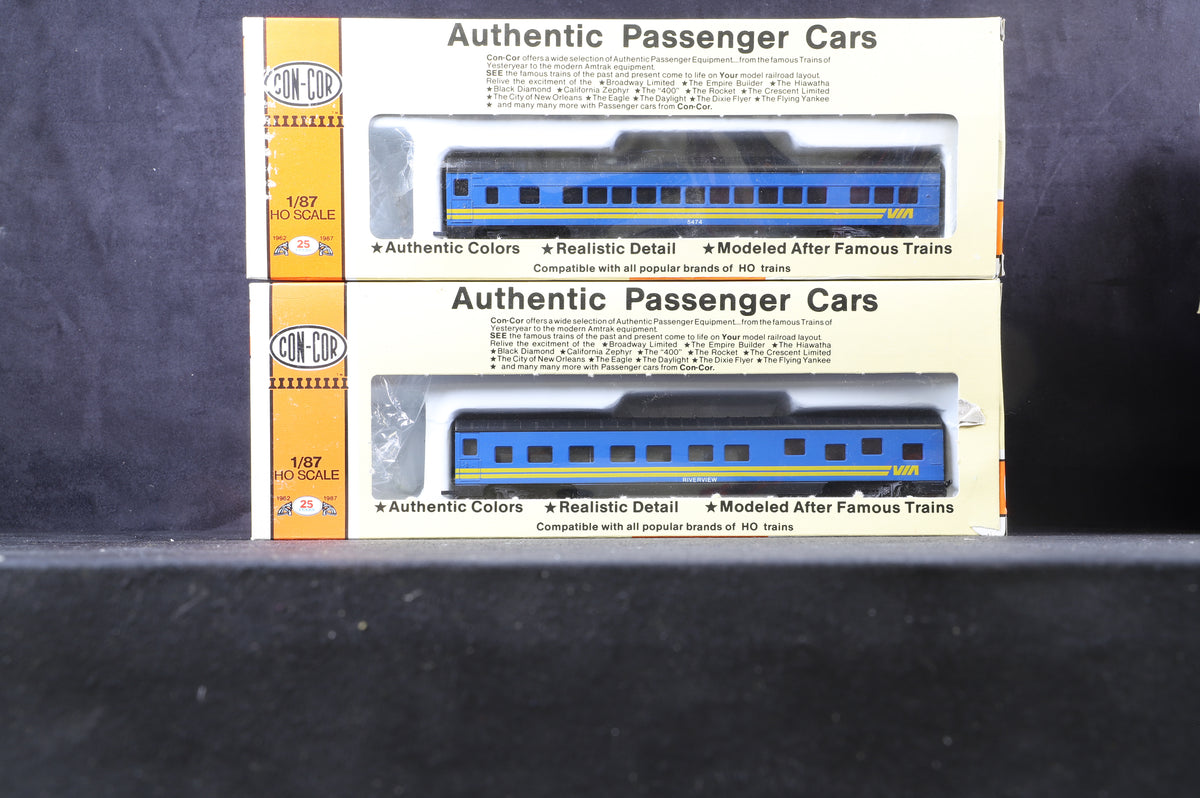 Authentic Passenger Cars
Con-Cor offers a wide selection of Authentic Passenger Equipment...from the famous Trains of
Yesteryear to the modern Amtrak equipment.
SEE the famous trains of the past and present come to life on Your model railroad layout.
Relive the excitment of the ★Broadway Limited ★The Empire Builder ★The Hiawatha
★Black Diamond ★California Zephyr ★The "400" ★The Rocket ★The Crescent Limited
★The City of New Orleans ★The Eagle ★The Daylight ★The Dixie Flyer ★The Flying Yankee
★ and many many more with Passenger cars from Con-Cor.
CON-COR
1/87
HO SCALE
1962 25 1987
5474 VIA
★Authentic Colors ★Realistic Detail ★Modeled After Famous Trains
Compatible with all popular brands of HO trains
Authentic Passenger Cars
Con-Cor offers a wide selection of Authentic Passenger Equipment...from the famous Trains of
Yesteryear to the modern Amtrak equipment.
SEE the famous trains of the past and present come to life on Your model railroad layout.
Relive the excitment of the ★Broadway Limited ★The Empire Builder ★The Hiawatha
★Black Diamond ★California Zephyr ★The "400" ★The Rocket ★The Crescent Limited
★The City of New Orleans ★The Eagle ★The Daylight ★The Dixie Flyer ★The Flying Yankee
★ and many many more with Passenger cars from Con-Cor.
CON-COR
1/87
HO SCALE
1962 25 1987
RIVERVIEW VIA
★Authentic Colors ★Realistic Detail ★Modeled After Famous Trains
Compatible with all popular brands of HO trains